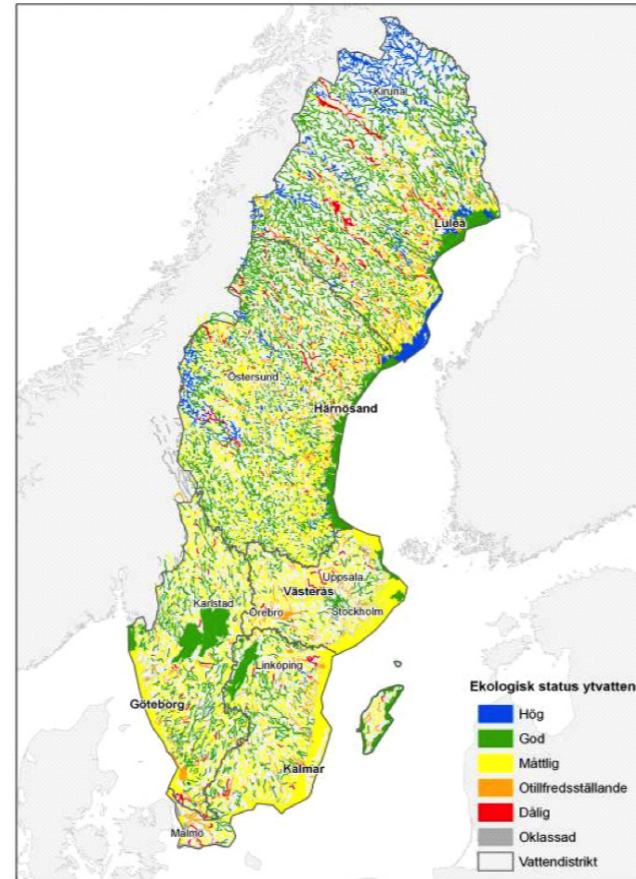 Kiruna
Luleå
Östersund
Härnösand
Uppsala
Västerås
Karlstad
Örebro
Stockholm
Linköping
Göteborg
Kalmar
Malmö
Ekologisk status ytvatten
Hög
God
Måttlig
Otillfredsställande
Dålig
Oklassad
Vattendistrikt